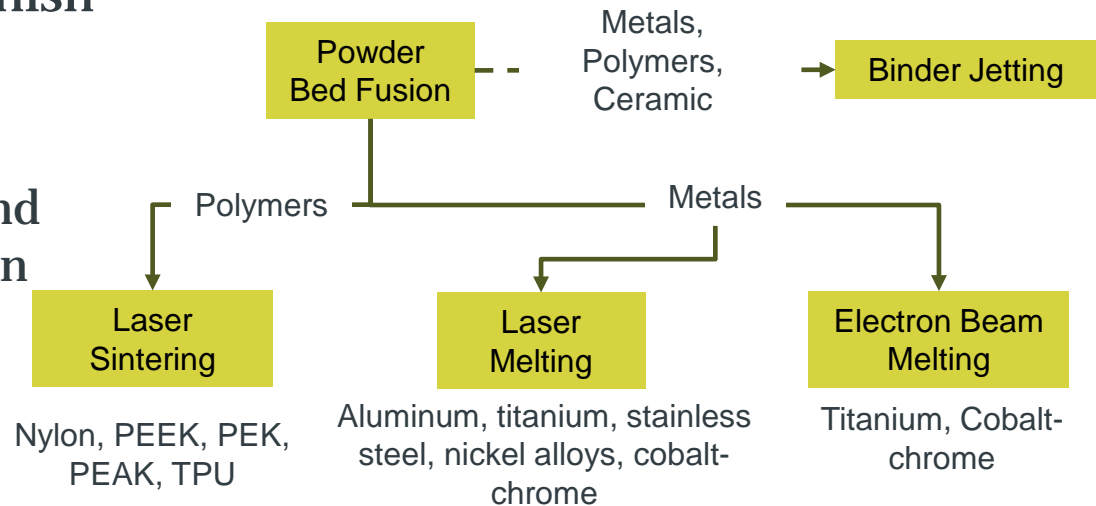 Powder
Bed Fusion
Metals,
Polymers,
Ceramic
Binder Jetting
nd
n
Polymers
Metals
Laser
Sintering
Laser
Melting
Electron Beam
Melting
Nylon, PEEK, PEK,
PEAK, TPU
Aluminum, titanium, stainless
steel, nickel alloys, cobalt-
chrome
Titanium, Cobalt-
chrome